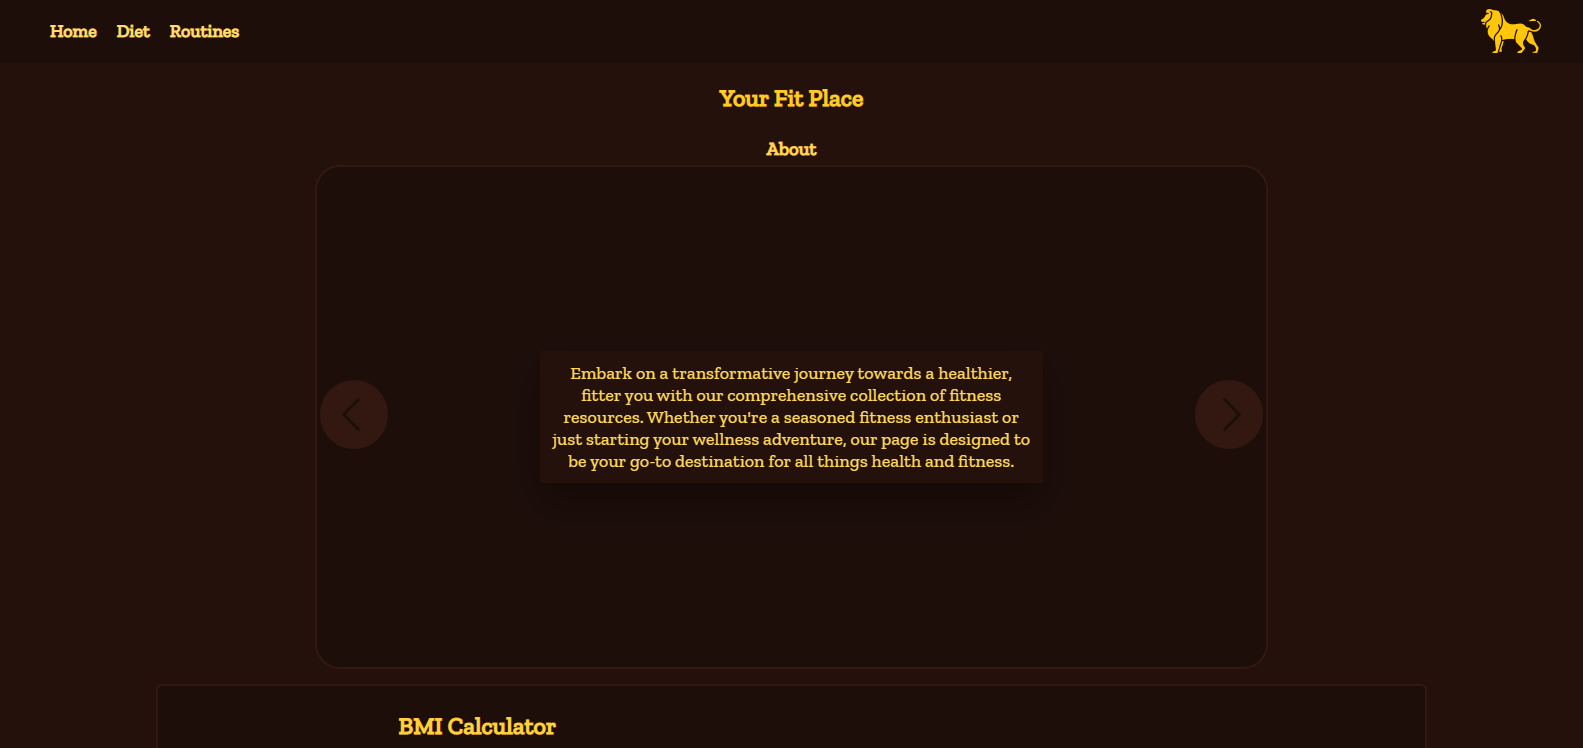 Home Diet Routines
Your Fit Place
About
Embark on a transformative journey towards a healthier,
fitter you with our comprehensive collection of fitness
resources. Whether you're a seasoned fitness enthusiast or
just starting your wellness adventure, our page is designed to
be your go-to destination for all things health and fitness.
BMI Calculator